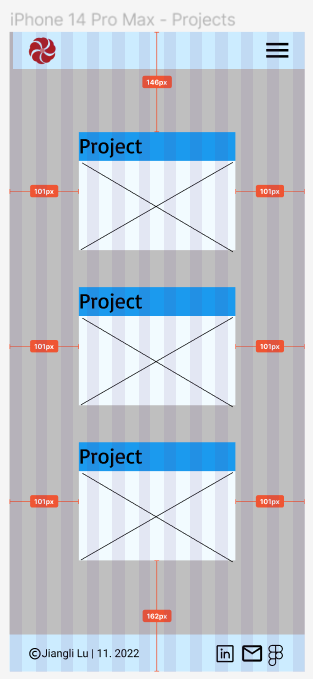 iPhone 14 Pro Max - Projects
146px
Project
101px
101px
Project
101px
101px
Project
101px
101px
162px
©Jiangli Lu | 11. 2022
in